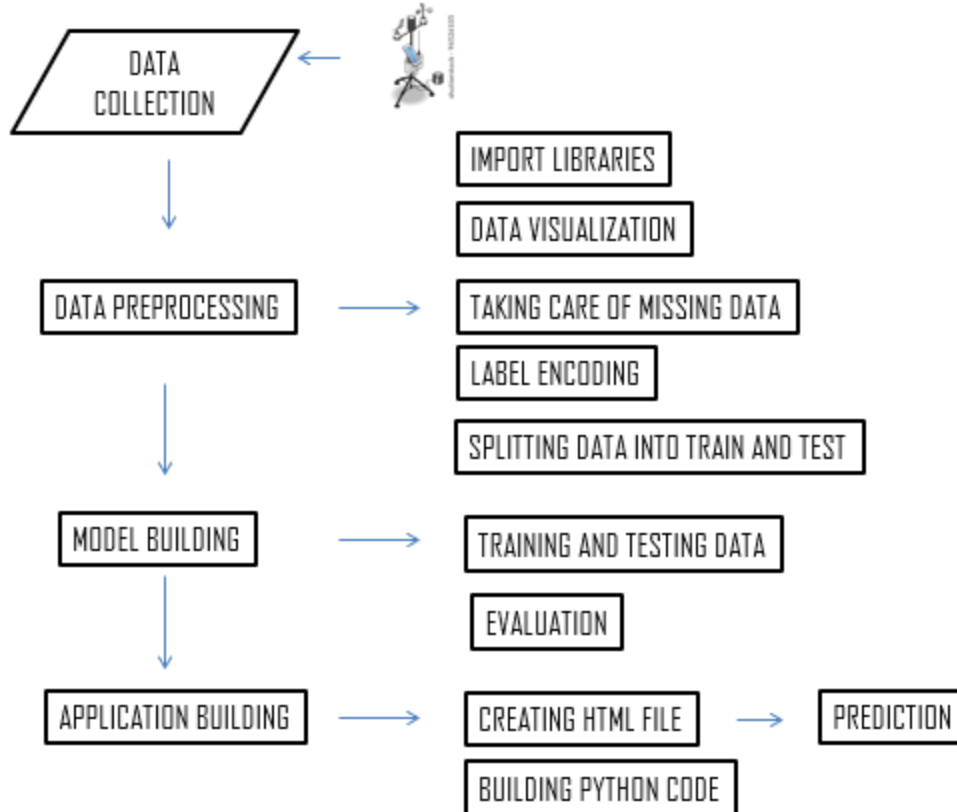 DATA
COLLECTION
IMPORT LIBRARIES
DATA VISUALIZATION
DATA PREPROCESSING
TAKING CARE OF MISSING DATA
LABEL ENCODING
SPLITTING DATA INTO TRAIN AND TEST
MODEL BUILDING
TRAINING AND TESTING DATA
EVALUATION
APPLICATION BUILDING
CREATING HTML FILE
PREDICTION
BUILDING PYTHON CODE